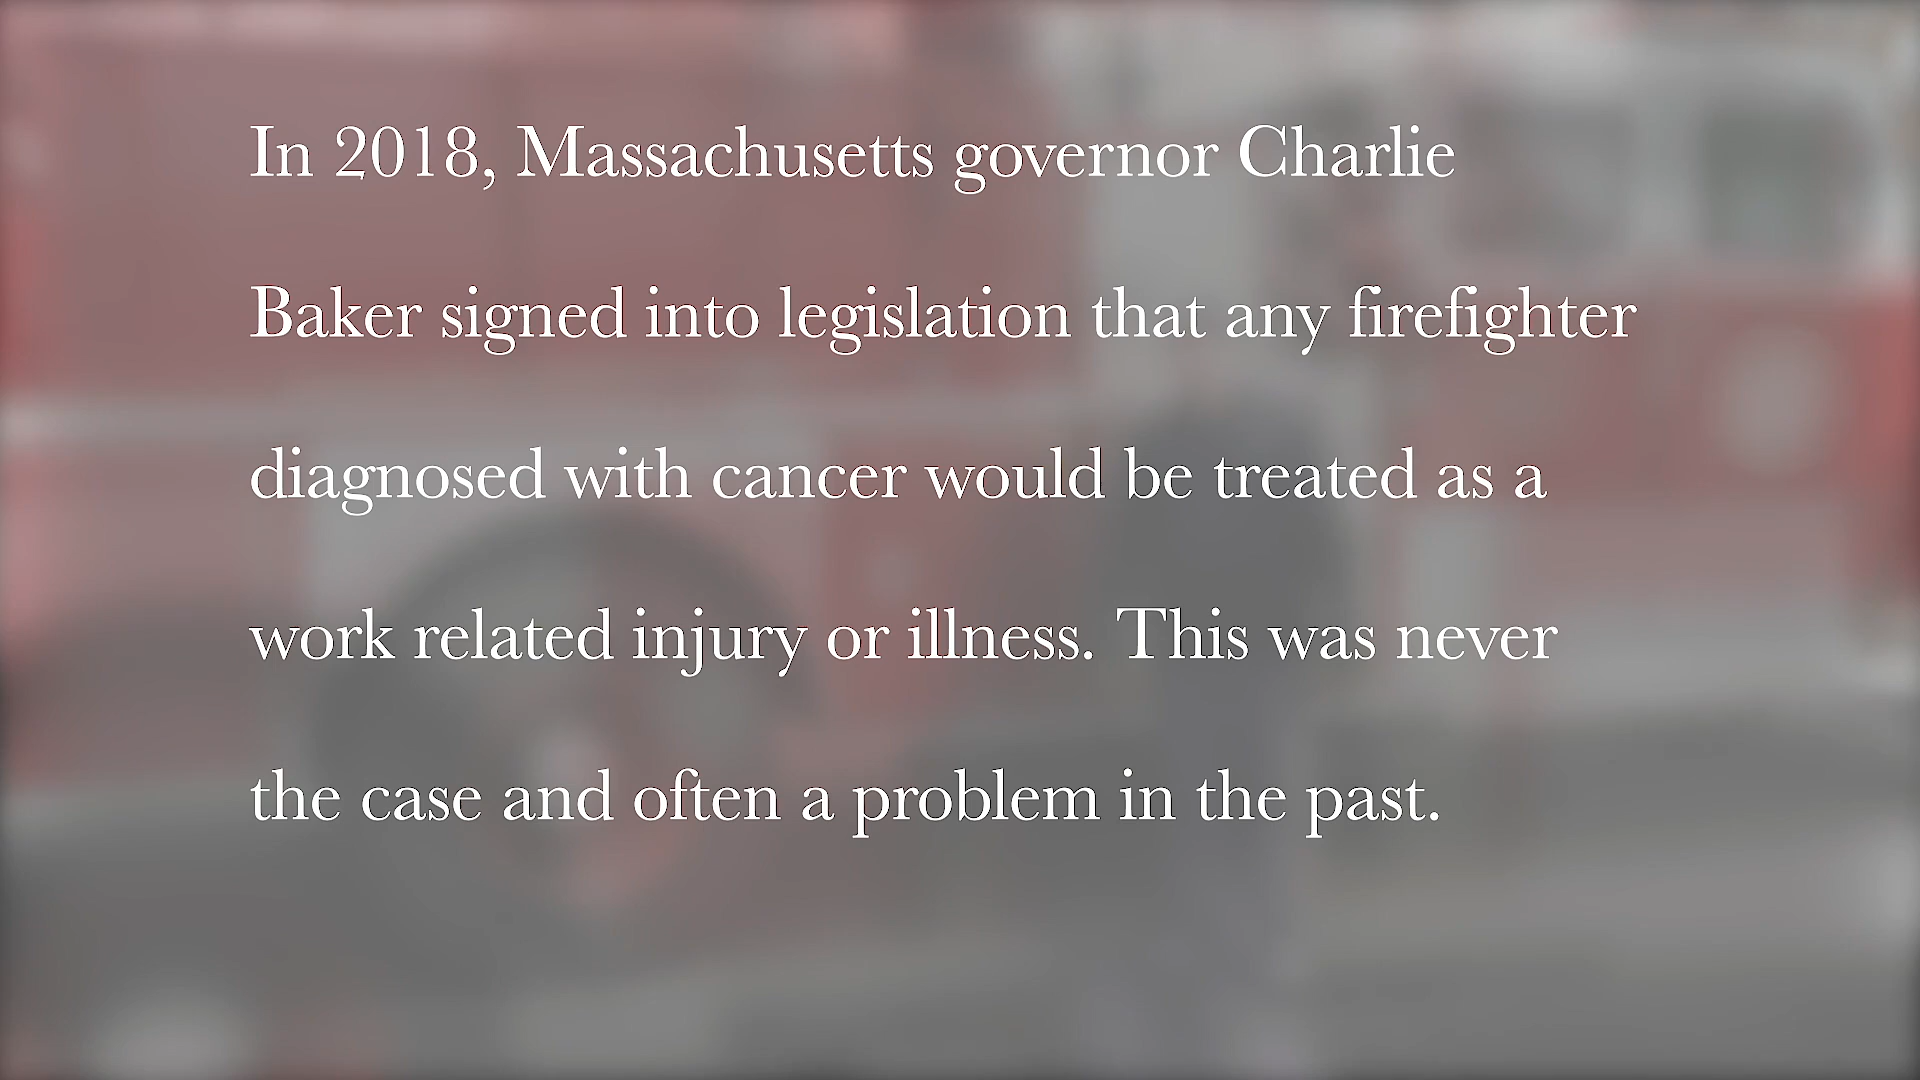 In 2018, Massachusetts governor Charlie
Baker signed into legislation that any firefighter
diagnosed with cancer would be treated as a
work related injury or illness. This was never
the case and often a problem in the past.